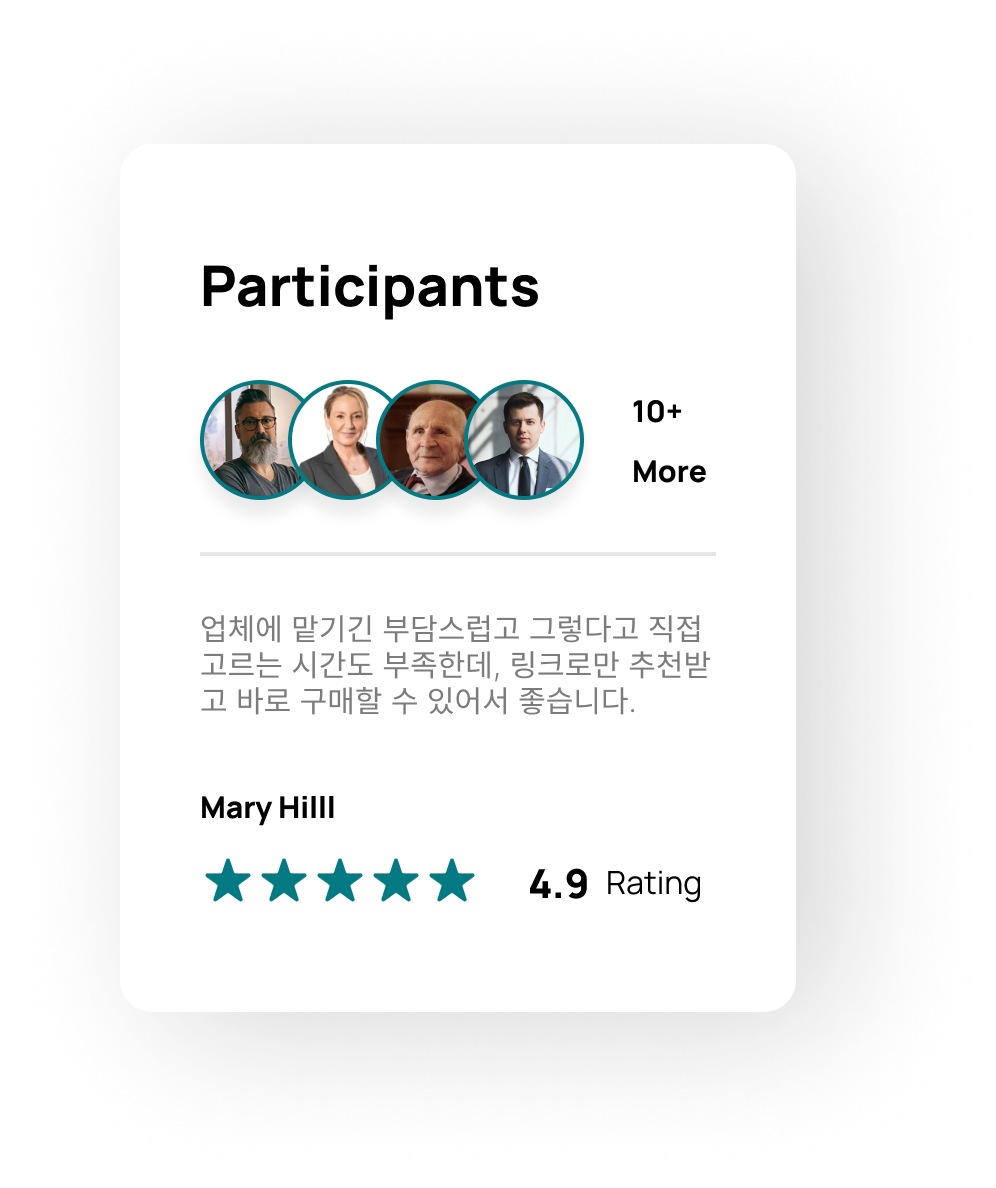 Participants
10+
More
업체에 맡기긴 부담스럽고 그렇다고 직접
고르는 시간도 부족한데, 링크로만 추천받
고 바로 구매할 수 있어서 좋습니다.
Mary Hilll
4.9 Rating